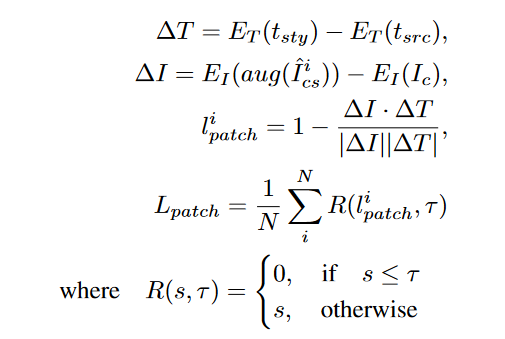 ΔT = E_T(t_{sty}) − E_T(t_{src}),
ΔI = E_I(aug(Î^i_{cs})) − E_I(I_c),
l^i_{patch} = 1 − \frac{ΔI · ΔT}{|ΔI||ΔT|},
L_{patch} = \frac{1}{N} \sum_i^N R(l^i_{patch}, τ)
where R(s, τ) = { 0, if s ≤ τ
s, otherwise